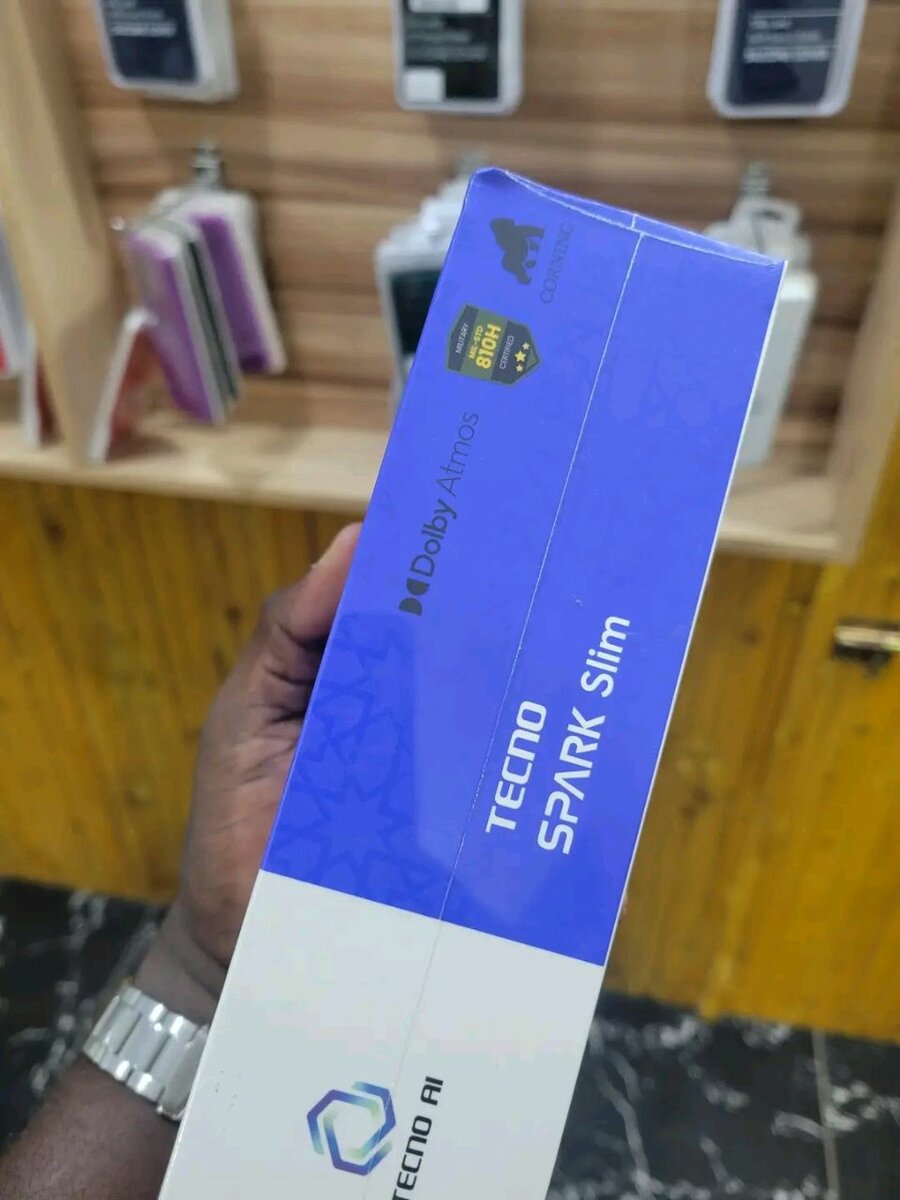 CORNING
MILITARY
MIL-STD
810H
CERTIFIED
Dolby Atmos
TECNO
SPARK Slim
TECNO AI